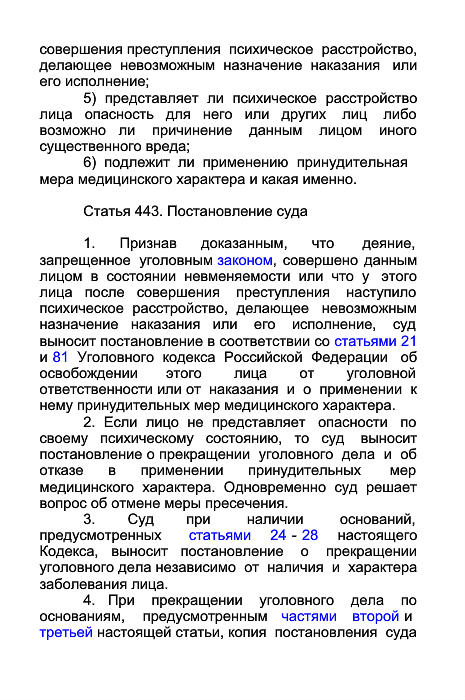 совершения преступления психическое расстройство,
делающее невозможным назначение наказания или
его исполнение;
5) представляет ли психическое расстройство
лица опасность для него или других лиц либо
возможно ли причинение данным лицом иного
существенного вреда;
6) подлежит ли применению принудительная
мера медицинского характера и какая именно.
Статья 443. Постановление суда
1. Признав доказанным, что деяние,
запрещенное уголовным законом, совершено данным
лицом в состоянии невменяемости или что у этого
лица после совершения преступления наступило
психическое расстройство, делающее невозможным
назначение наказания или его исполнение, суд
выносит постановление в соответствии со статьями 21
и 81 Уголовного кодекса Российской Федерации об
освобождении этого лица от уголовной
ответственности или от наказания и о применении к
нему принудительных мер медицинского характера.
2. Если лицо не представляет опасности по
своему психическому состоянию, то суд выносит
постановление о прекращении уголовного дела и об
отказе в применении принудительных мер
медицинского характера. Одновременно суд решает
вопрос об отмене меры пресечения.
3. Суд при наличии оснований,
предусмотренных статьями 24 - 28 настоящего
Кодекса, выносит постановление о прекращении
уголовного дела независимо от наличия и характера
заболевания лица.
4. При прекращении уголовного дела по
основаниям, предусмотренным частями второй и
третьей настоящей статьи, копия постановления суда